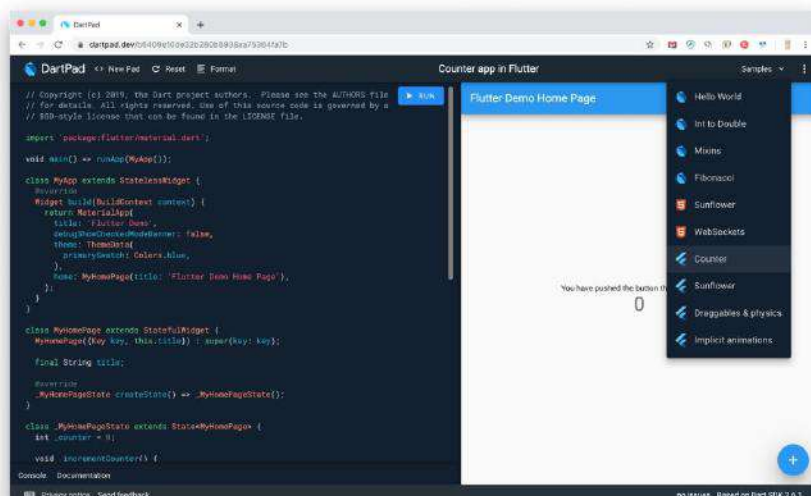 DartPad
dartpad.dev/
DartPad <> New Pad Reset Format Counter app in Flutter Samples
// Copyright (c) 2019, the Dart project authors. Please see the AUTHORS file
// for details. All rights reserved. Use of this source code is governed by a
// BSD-style license that can be found in the LICENSE file.
import 'package:flutter/material.dart';
void main() => runApp(MyApp());
class MyApp extends StatelessWidget {
@override
Widget build(BuildContext context) {
return MaterialApp(
title: 'Flutter Demo',
debugShowCheckedModeBanner: false,
theme: ThemeData(
primarySwatch: Colors.blue,
),
home: MyHomePage(title: 'Flutter Demo Home Page'),
);
}
}
class MyHomePage extends StatefulWidget {
MyHomePage({Key key, this.title}) : super(key: key);
final String title;
@override
_MyHomePageState createState() => _MyHomePageState();
}
class _MyHomePageState extends State<MyHomePage> {
int _counter = 0;
void _incrementCounter() {
RUN
Flutter Demo Home Page
You have pushed the button th
0
Hello World
Int to Double
Mixins
Fibonacci
Sunflower
WebSockets
Counter
Sunflower
Draggables & physics
Implicit animations
+
Console Documentation
Privacy notice Send feedback no issues Based on Dart SDK